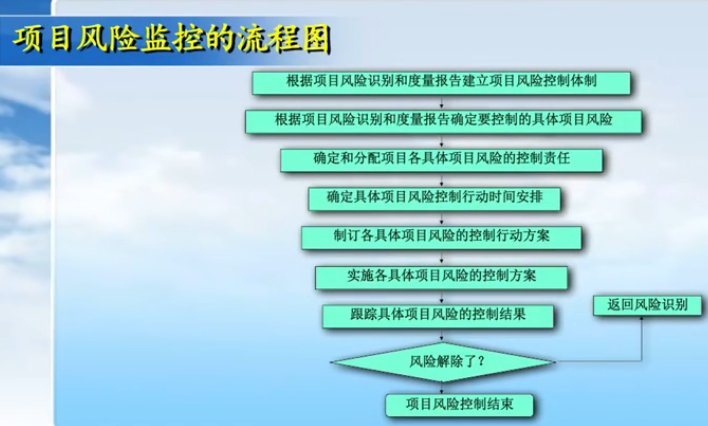 项目风险监控的流程图
根据项目风险识别和度量报告建立项目风险控制体制
根据项目风险识别和度量报告确定要控制的具体项目风险
确定和分配项目各具体项目风险的控制责任
确定具体项目风险控制行动时间安排
制订各具体项目风险的控制行动方案
实施各具体项目风险的控制方案
跟踪具体项目风险的控制结果
返回风险识别
风险解除了?
项目风险控制结束